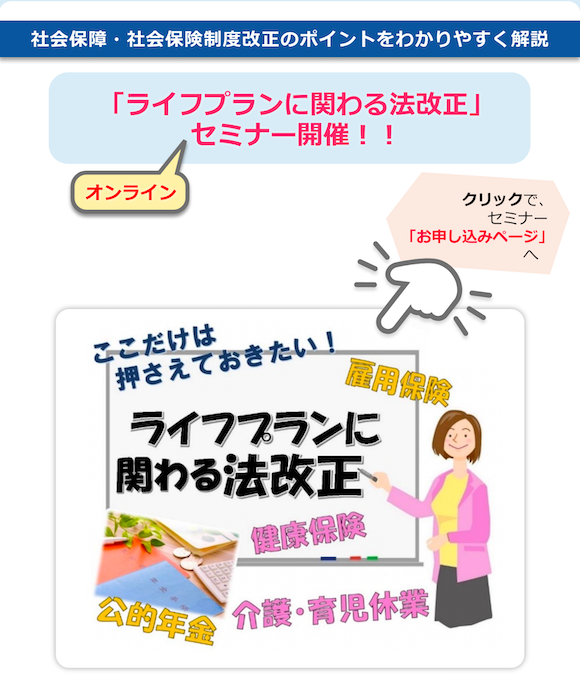 社会保障・社会保険制度改正のポイントをわかりやすく解説
「ライフプランに関わる法改正」
セミナー開催！！
オンライン
クリックで、
セミナー
「お申し込みページ」
へ
ここだけは
押さえておきたい！
雇用保険
ライフプランに
関わる法改正
健康保険
公的年金
介護・育児休業